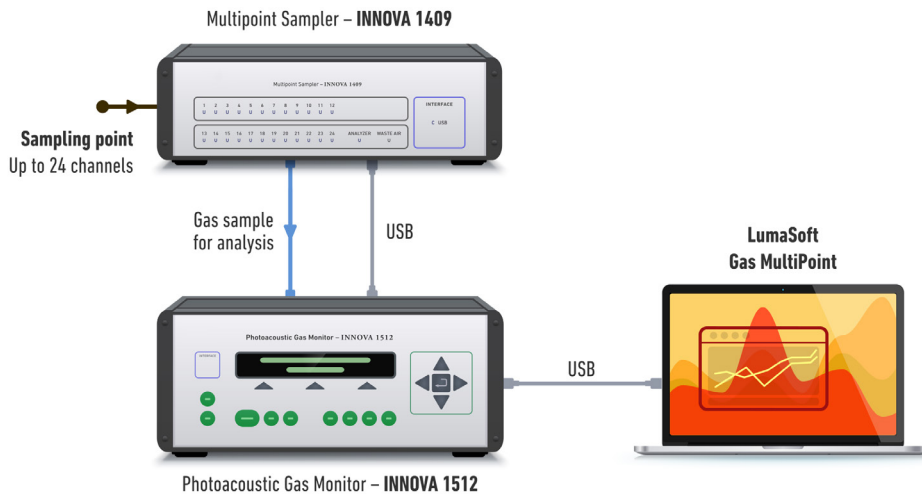 Multipoint Sampler – INNOVA 1409
Multipoint Sampler – INNOVA 1409
1 2 3 4 5 6 7 8 9 10 11 12
U U U U U U U U U U U U
INTERFACE
C USB
13 14 15 16 17 18 19 20 21 22 23 24 ANALYZER WASTE AIR
U U U U U U U U U U U U U U
Sampling point
Up to 24 channels
Gas sample
for analysis
USB
LumaSoft
Gas MultiPoint
Photoacoustic Gas Monitor – INNOVA 1512
USB
Photoacoustic Gas Monitor – INNOVA 1512